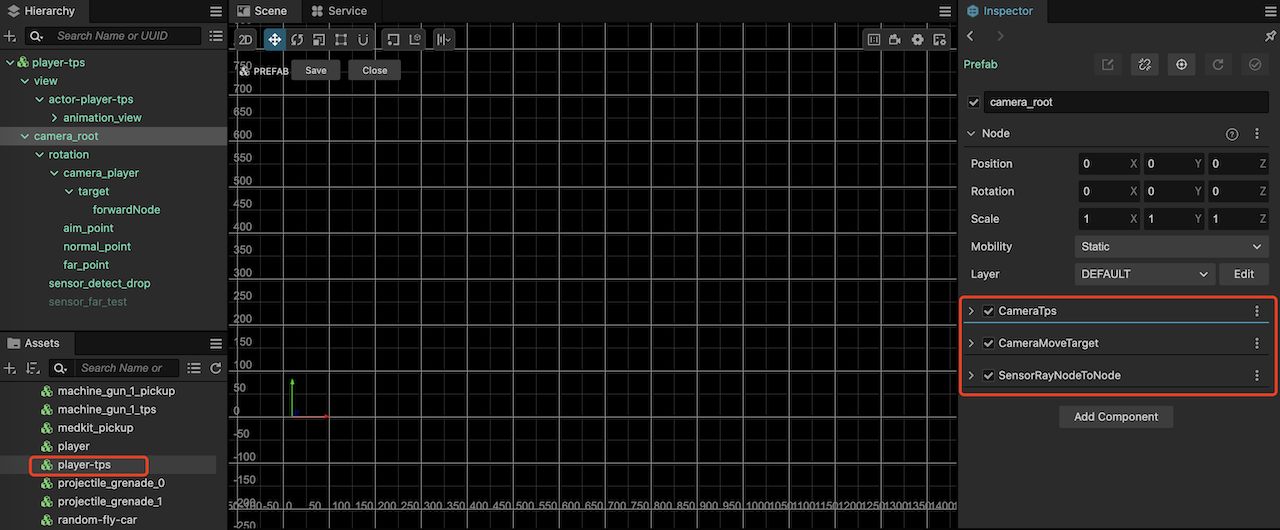 Hierarchy
Search Name or UUID
player-tps
view
actor-player-tps
animation_view
camera_root
rotation
camera_player
target
forwardNode
aim_point
normal_point
far_point
sensor_detect_drop
sensor_far_test
Assets
Search Name or
machine_gun_1_pickup
machine_gun_1_tps
medkit_pickup
player
player-tps
projectile_grenade_0
projectile_grenade_1
random-fly-car
Scene Service
2D
PREFAB Save Close
750
700
650
600
550
500
450
400
350
300
250
200
150
100
50
0
-50
-100
-150
-200
-250
-50 0 50 100 150 200 250 300 350 400 450 500 550 600 650 700 750 800 850 900 950 1000 1050 1100 1150 1200 1250 1300 1350 1400
Inspector
Prefab
camera_root
Node
Position 0 X 0 Y 0 Z
Rotation 0 X 0 Y 0 Z
Scale 1 X 1 Y 1 Z
Mobility Static
Layer DEFAULT Edit
CameraTps
CameraMoveTarget
SensorRayNodeToNode
Add Component